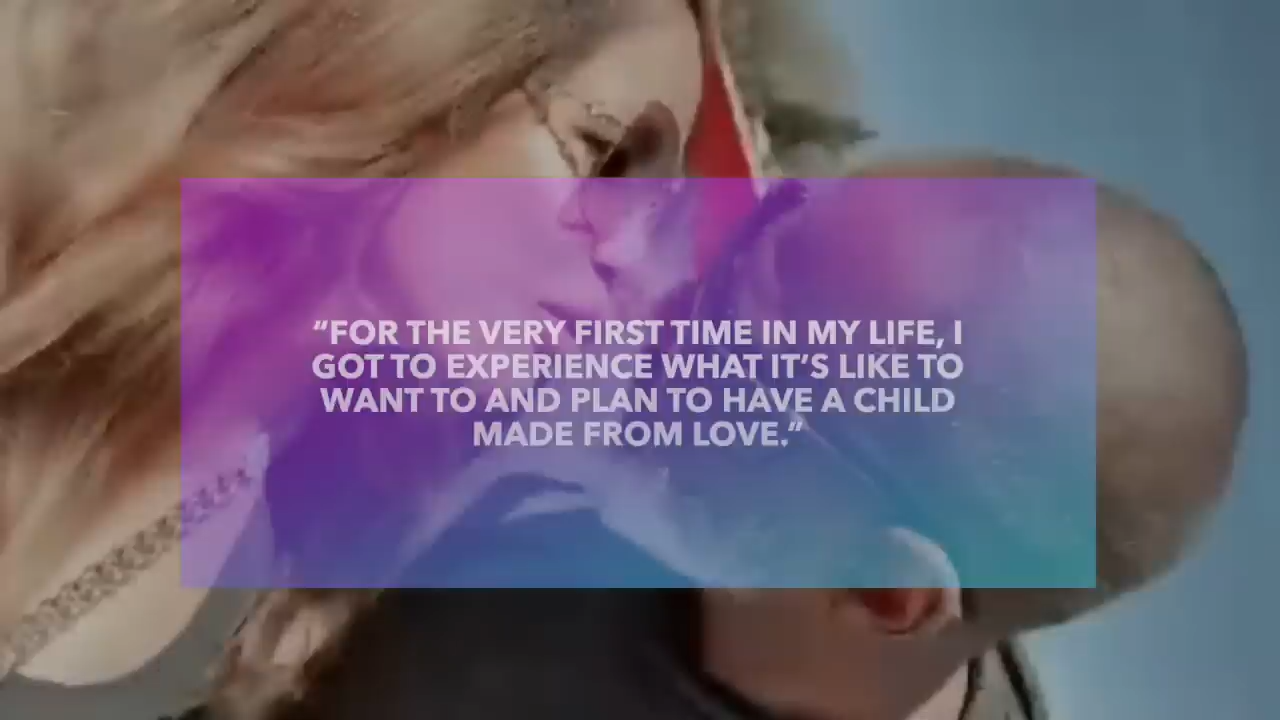 “FOR THE VERY FIRST TIME IN MY LIFE, I
GOT TO EXPERIENCE WHAT IT’S LIKE TO
WANT TO AND PLAN TO HAVE A CHILD
MADE FROM LOVE.”